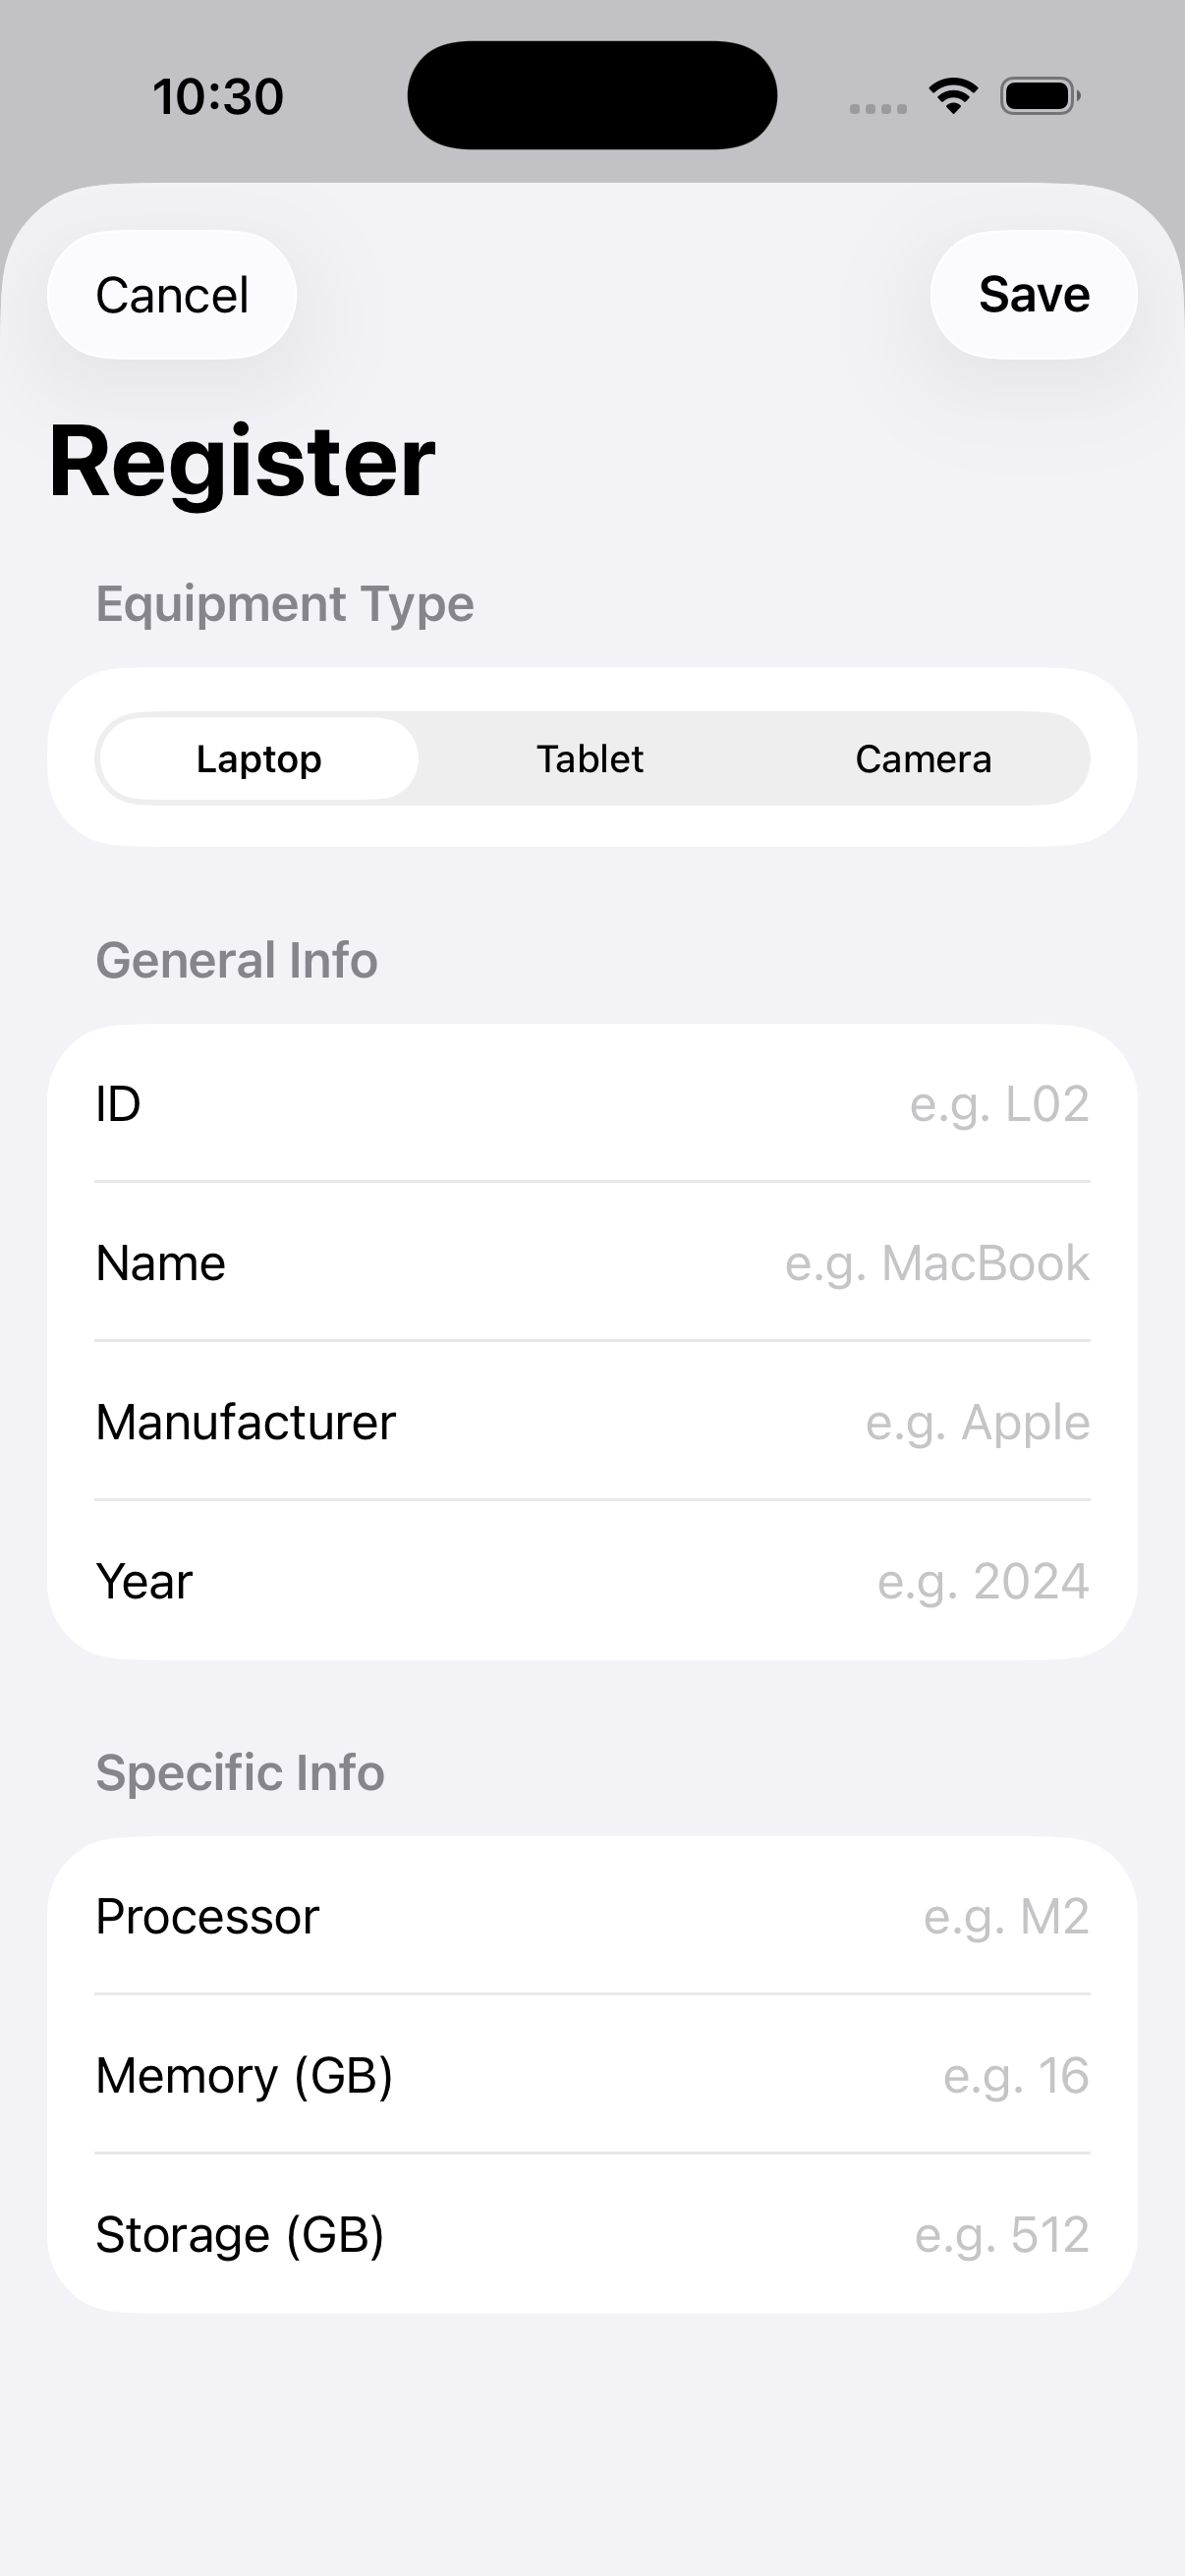 10:30
Cancel Save
Register
Equipment Type
Laptop Tablet Camera
General Info
ID e.g. L02
Name e.g. MacBook
Manufacturer e.g. Apple
Year e.g. 2024
Specific Info
Processor e.g. M2
Memory (GB) e.g. 16
Storage (GB) e.g. 512